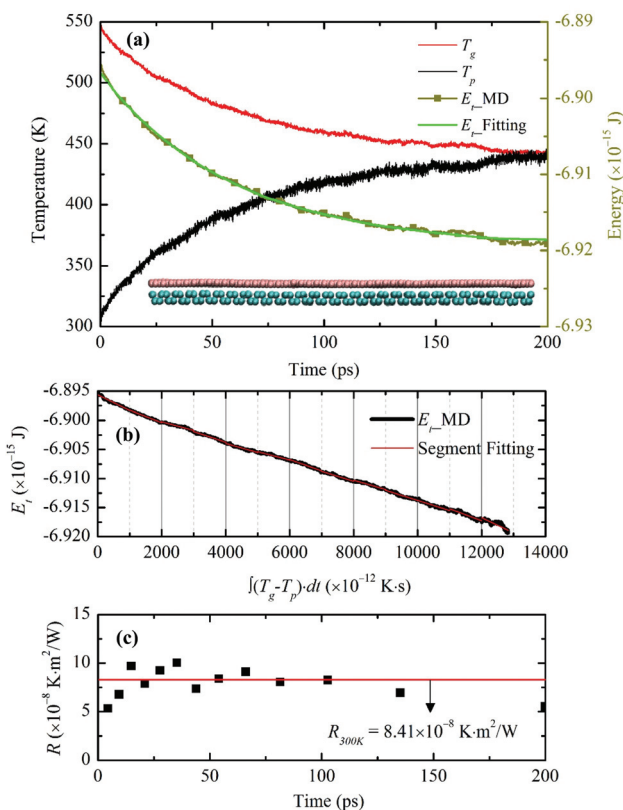 (a)
T_g
T_p
E_t_MD
E_t_Fitting
550
500
450
400
350
300
Temperature (K)
-6.89
-6.90
-6.91
-6.92
-6.93
Energy (×10⁻¹⁵ J)
0 50 100 150 200
Time (ps)
(b)
E_t_MD
Segment Fitting
-6.895
-6.900
-6.905
-6.910
-6.915
-6.920
E_t (×10⁻¹⁵ J)
0 2000 4000 6000 8000 10000 12000 14000
∫(T_g-T_p)·dt (×10⁻¹² K·s)
(c)
15
10
5
0
R (×10⁻⁸ K·m²/W)
R_300K = 8.41×10⁻⁸ K·m²/W
0 50 100 150 200
Time (ps)